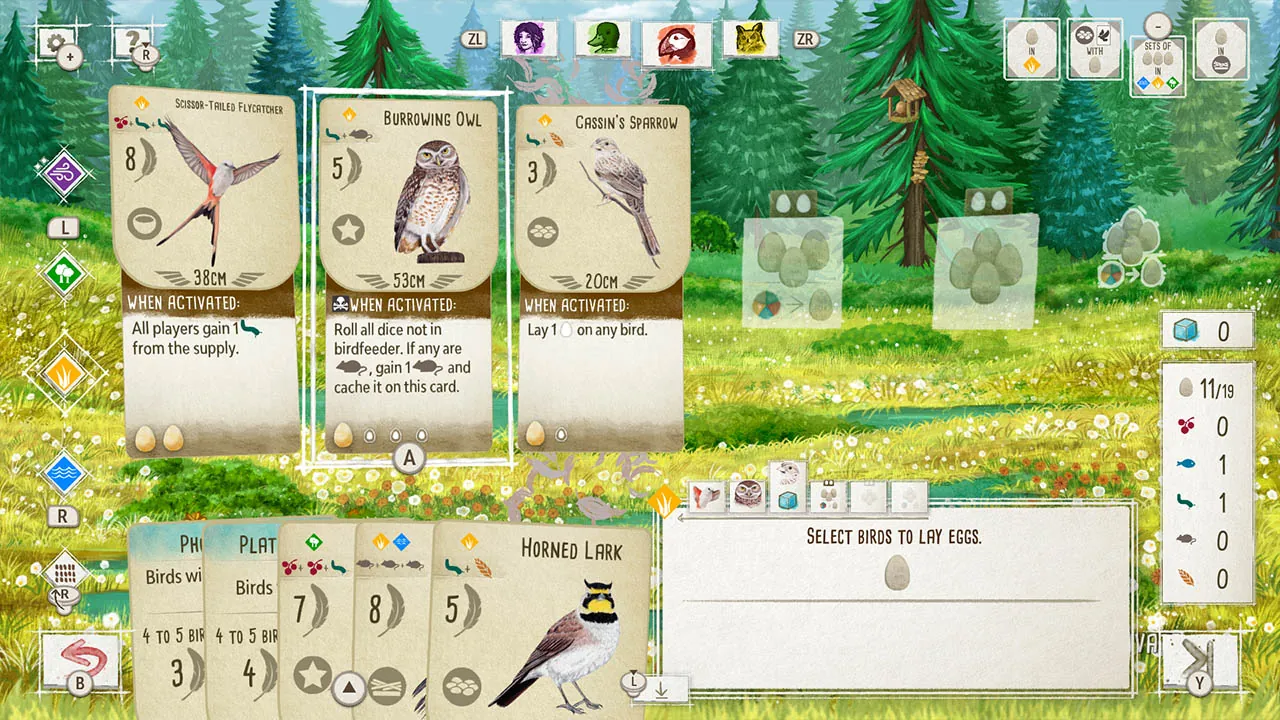 ZL
ZR
+
R
IN
WITH
-
SETS OF
IN
IN
SCISSOR-TAILED FLYCATCHER
8
38CM
WHEN ACTIVATED:
All players gain 1
from the supply.
BURROWING OWL
5
53CM
WHEN ACTIVATED:
Roll all dice not in
birdfeeder. If any are
, gain 1 and
cache it on this card.
A
CASSIN'S SPARROW
3
20CM
WHEN ACTIVATED:
Lay 1 on any bird.
L
R
R
B
0
11/19
0
1
1
0
0
PH
Birds wi
4 TO 5 BIR
3
PLAT
Birds
4 TO 5 BIR
4
7
8
HORNED LARK
5
L
SELECT BIRDS TO LAY EGGS.
Y